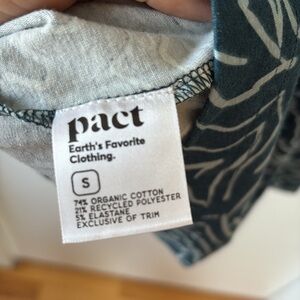 pact
Earth's Favorite
Clothing.
S
74% ORGANIC COTTON
21% RECYCLED POLYESTER
5% ELASTANE
EXCLUSIVE OF TRIM